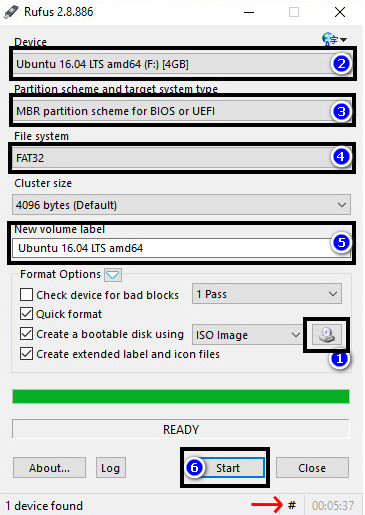 Rufus 2.8.886
Device
Ubuntu 16.04 LTS amd64 (F:) [4GB]
2
Partition scheme and target system type
MBR partition scheme for BIOS or UEFI
3
File system
FAT32
4
Cluster size
4096 bytes (Default)
New volume label
Ubuntu 16.04 LTS amd64
5
Format Options
Check device for bad blocks 1 Pass
Quick format
Create a bootable disk using ISO Image
1
Create extended label and icon files
READY
About... Log 6 Start Close
1 device found # 00:05:37